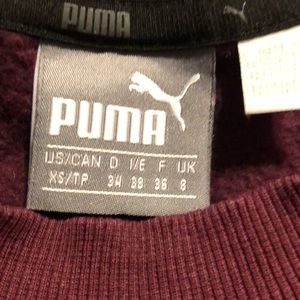 PUMA
PUMA
US/CAN D I/E F UK
XS/TP 34 38 36 8